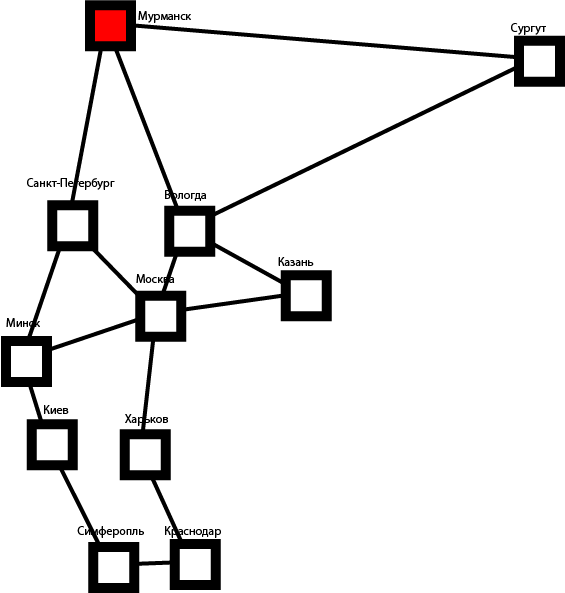 Мурманск
Сургут
Санкт-Петербург
Вологда
Казань
Москва
Минск
Киев
Харьков
Симферопль
Краснодар